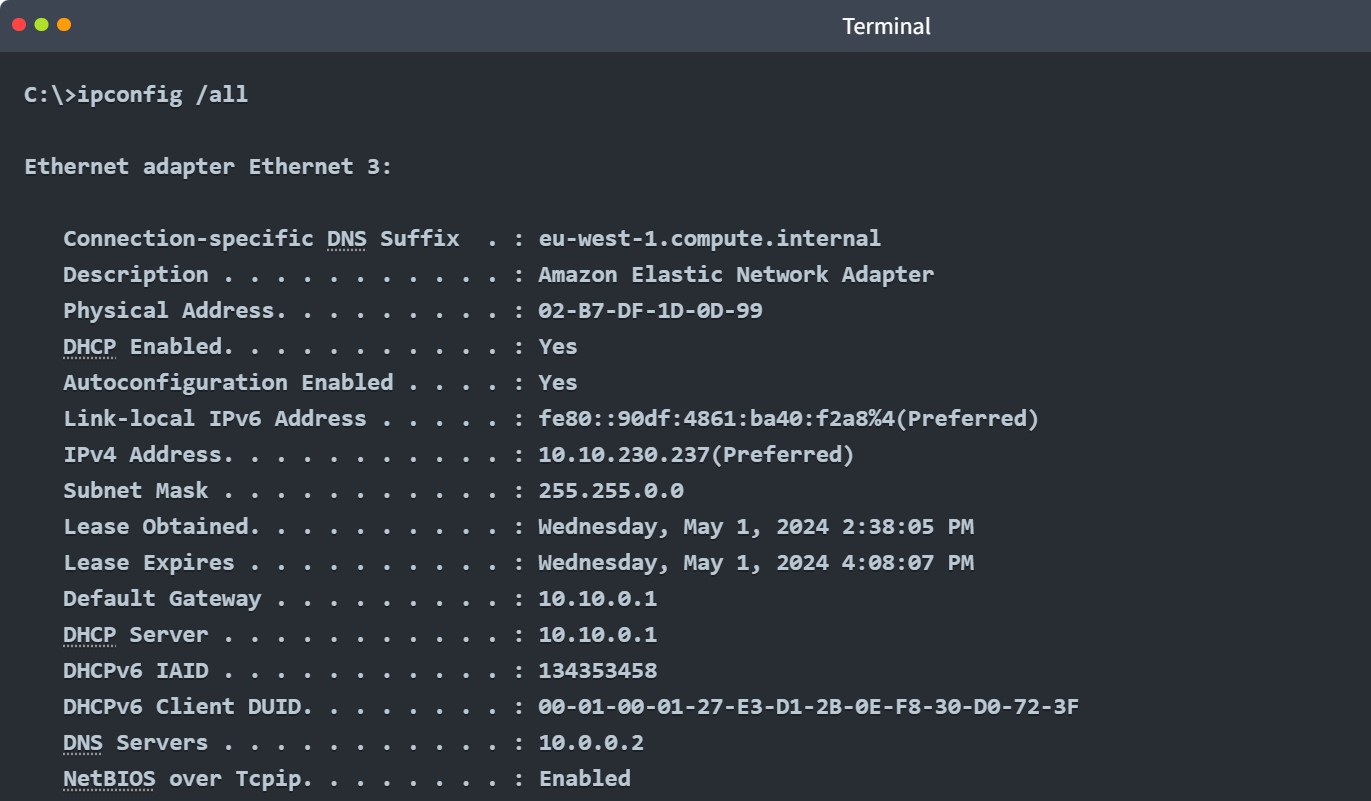 Terminal
C:\>ipconfig /all
Ethernet adapter Ethernet 3:
Connection-specific DNS Suffix  . : eu-west-1.compute.internal
Description . . . . . . . . . . . : Amazon Elastic Network Adapter
Physical Address. . . . . . . . . : 02-B7-DF-1D-0D-99
DHCP Enabled. . . . . . . . . . . : Yes
Autoconfiguration Enabled . . . . : Yes
Link-local IPv6 Address . . . . . : fe80::90df:4861:ba40:f2a8%4(Preferred)
IPv4 Address. . . . . . . . . . . : 10.10.230.237(Preferred)
Subnet Mask . . . . . . . . . . . : 255.255.0.0
Lease Obtained. . . . . . . . . . : Wednesday, May 1, 2024 2:38:05 PM
Lease Expires . . . . . . . . . . : Wednesday, May 1, 2024 4:08:07 PM
Default Gateway . . . . . . . . . : 10.10.0.1
DHCP Server . . . . . . . . . . . : 10.10.0.1
DHCPv6 IAID . . . . . . . . . . . : 134353458
DHCPv6 Client DUID. . . . . . . . : 00-01-00-01-27-E3-D1-2B-0E-F8-30-D0-72-3F
DNS Servers . . . . . . . . . . . : 10.0.0.2
NetBIOS over Tcpip. . . . . . . . : Enabled